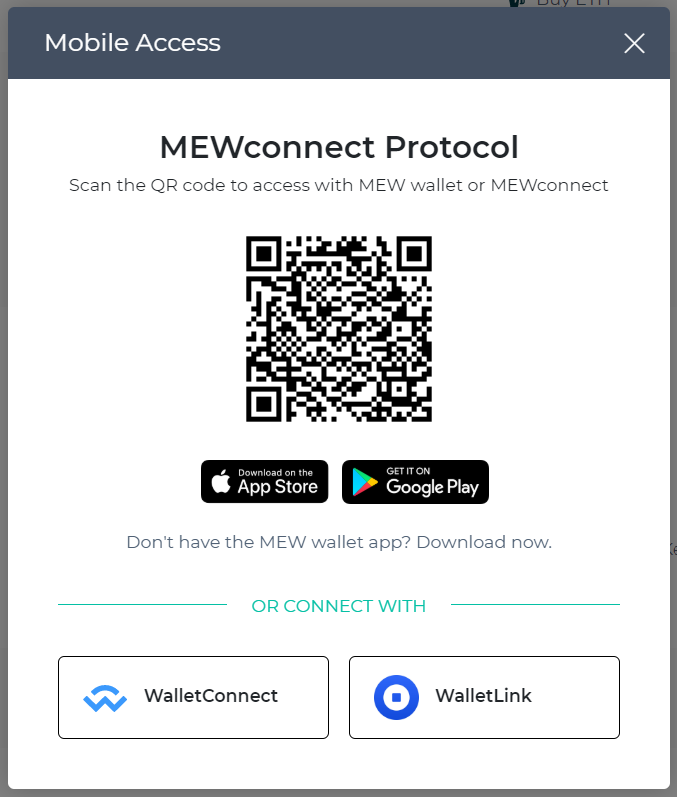 Buy ETH
Mobile Access
MEWconnect Protocol
Scan the QR code to access with MEW wallet or MEWconnect
Download on the
App Store
GET IT ON
Google Play
Don't have the MEW wallet app? Download now.
OR CONNECT WITH
WalletConnect
WalletLink